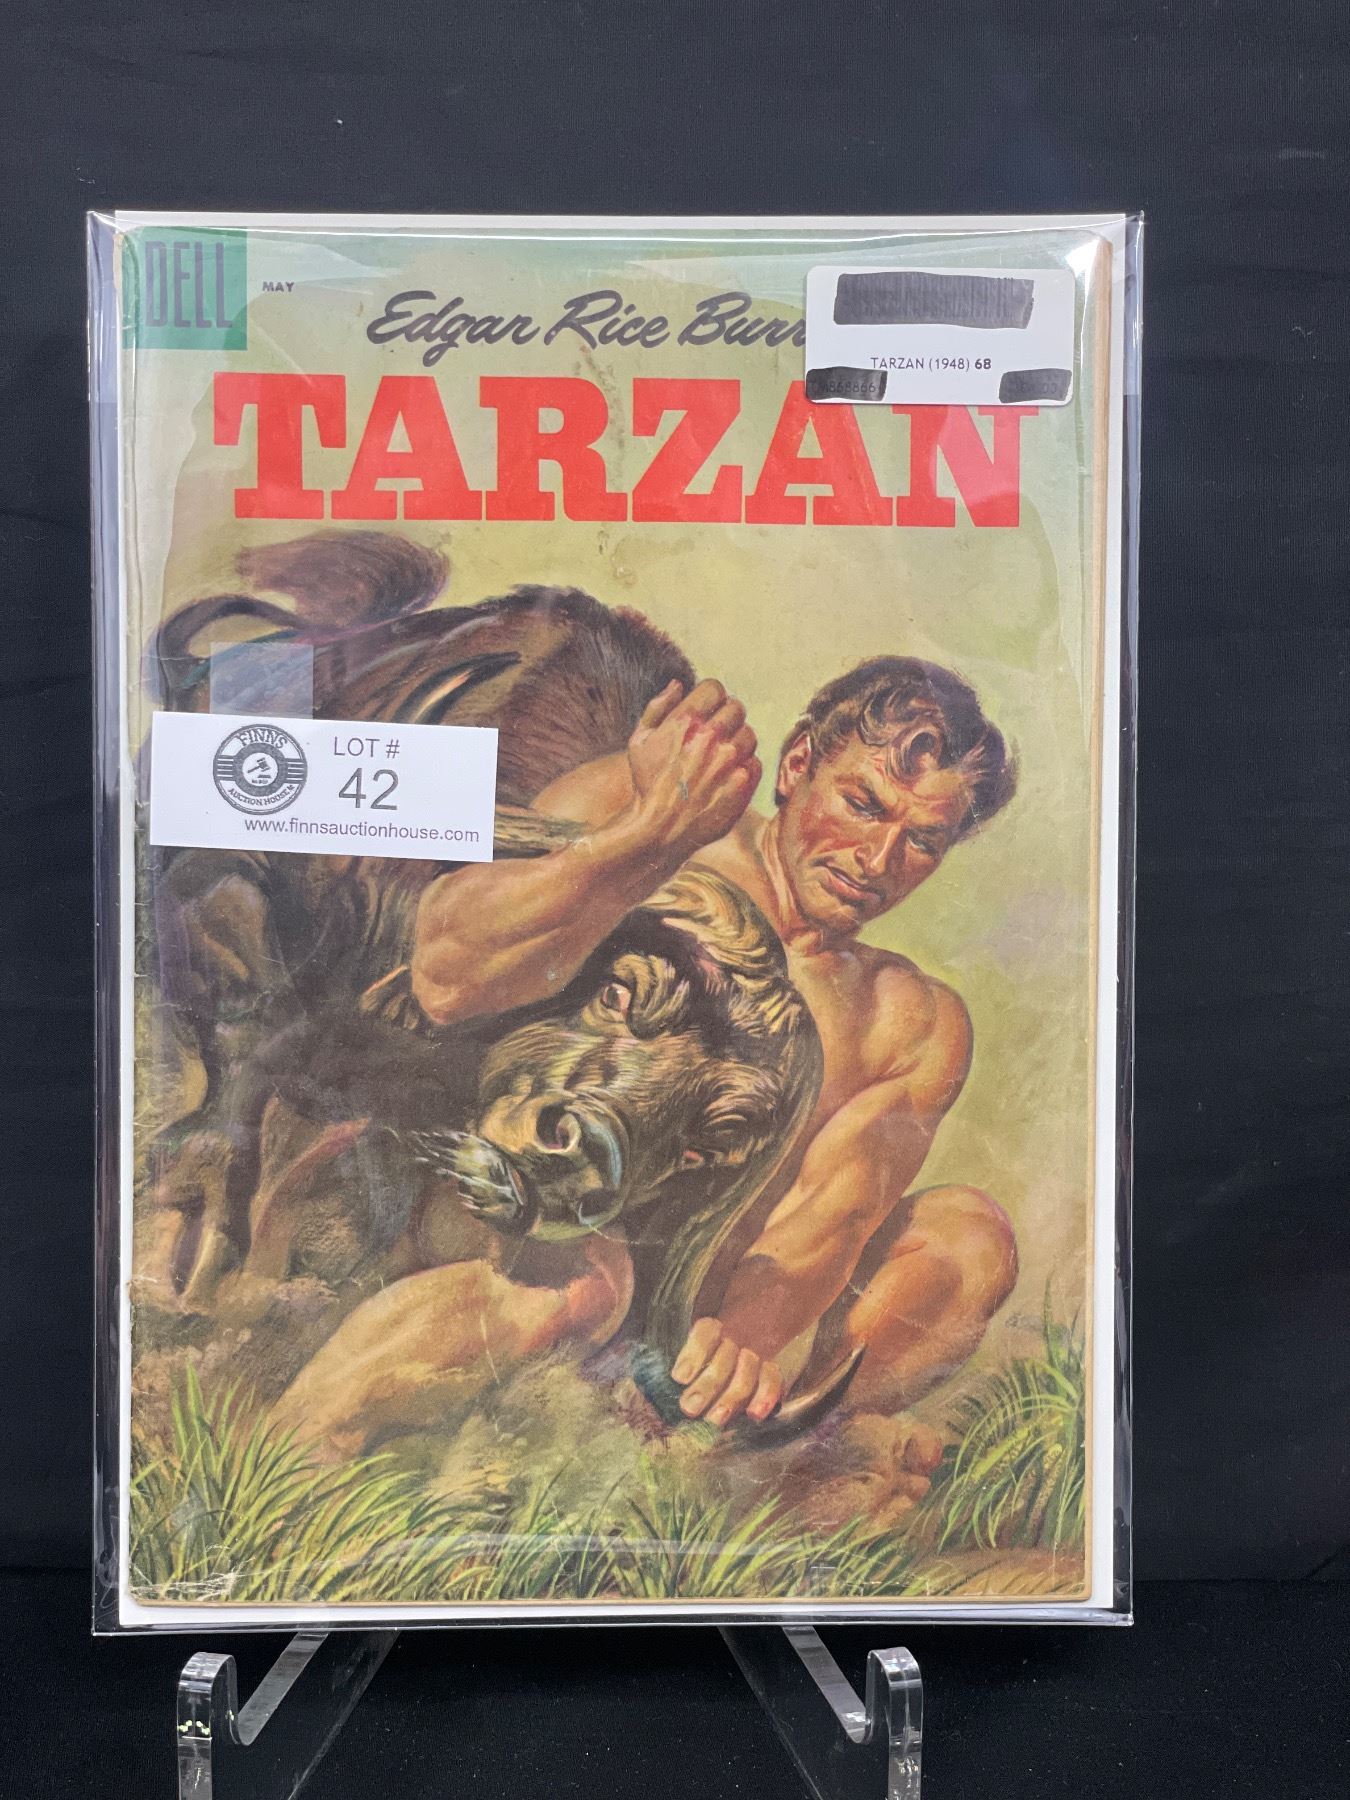 DELL
MAY
Edgar Rice Burr
TARZAN (1948) 68
TARZAN
FINNS
AUCTION HOUSE
LOT #
42
www.finnsauctionhouse.com